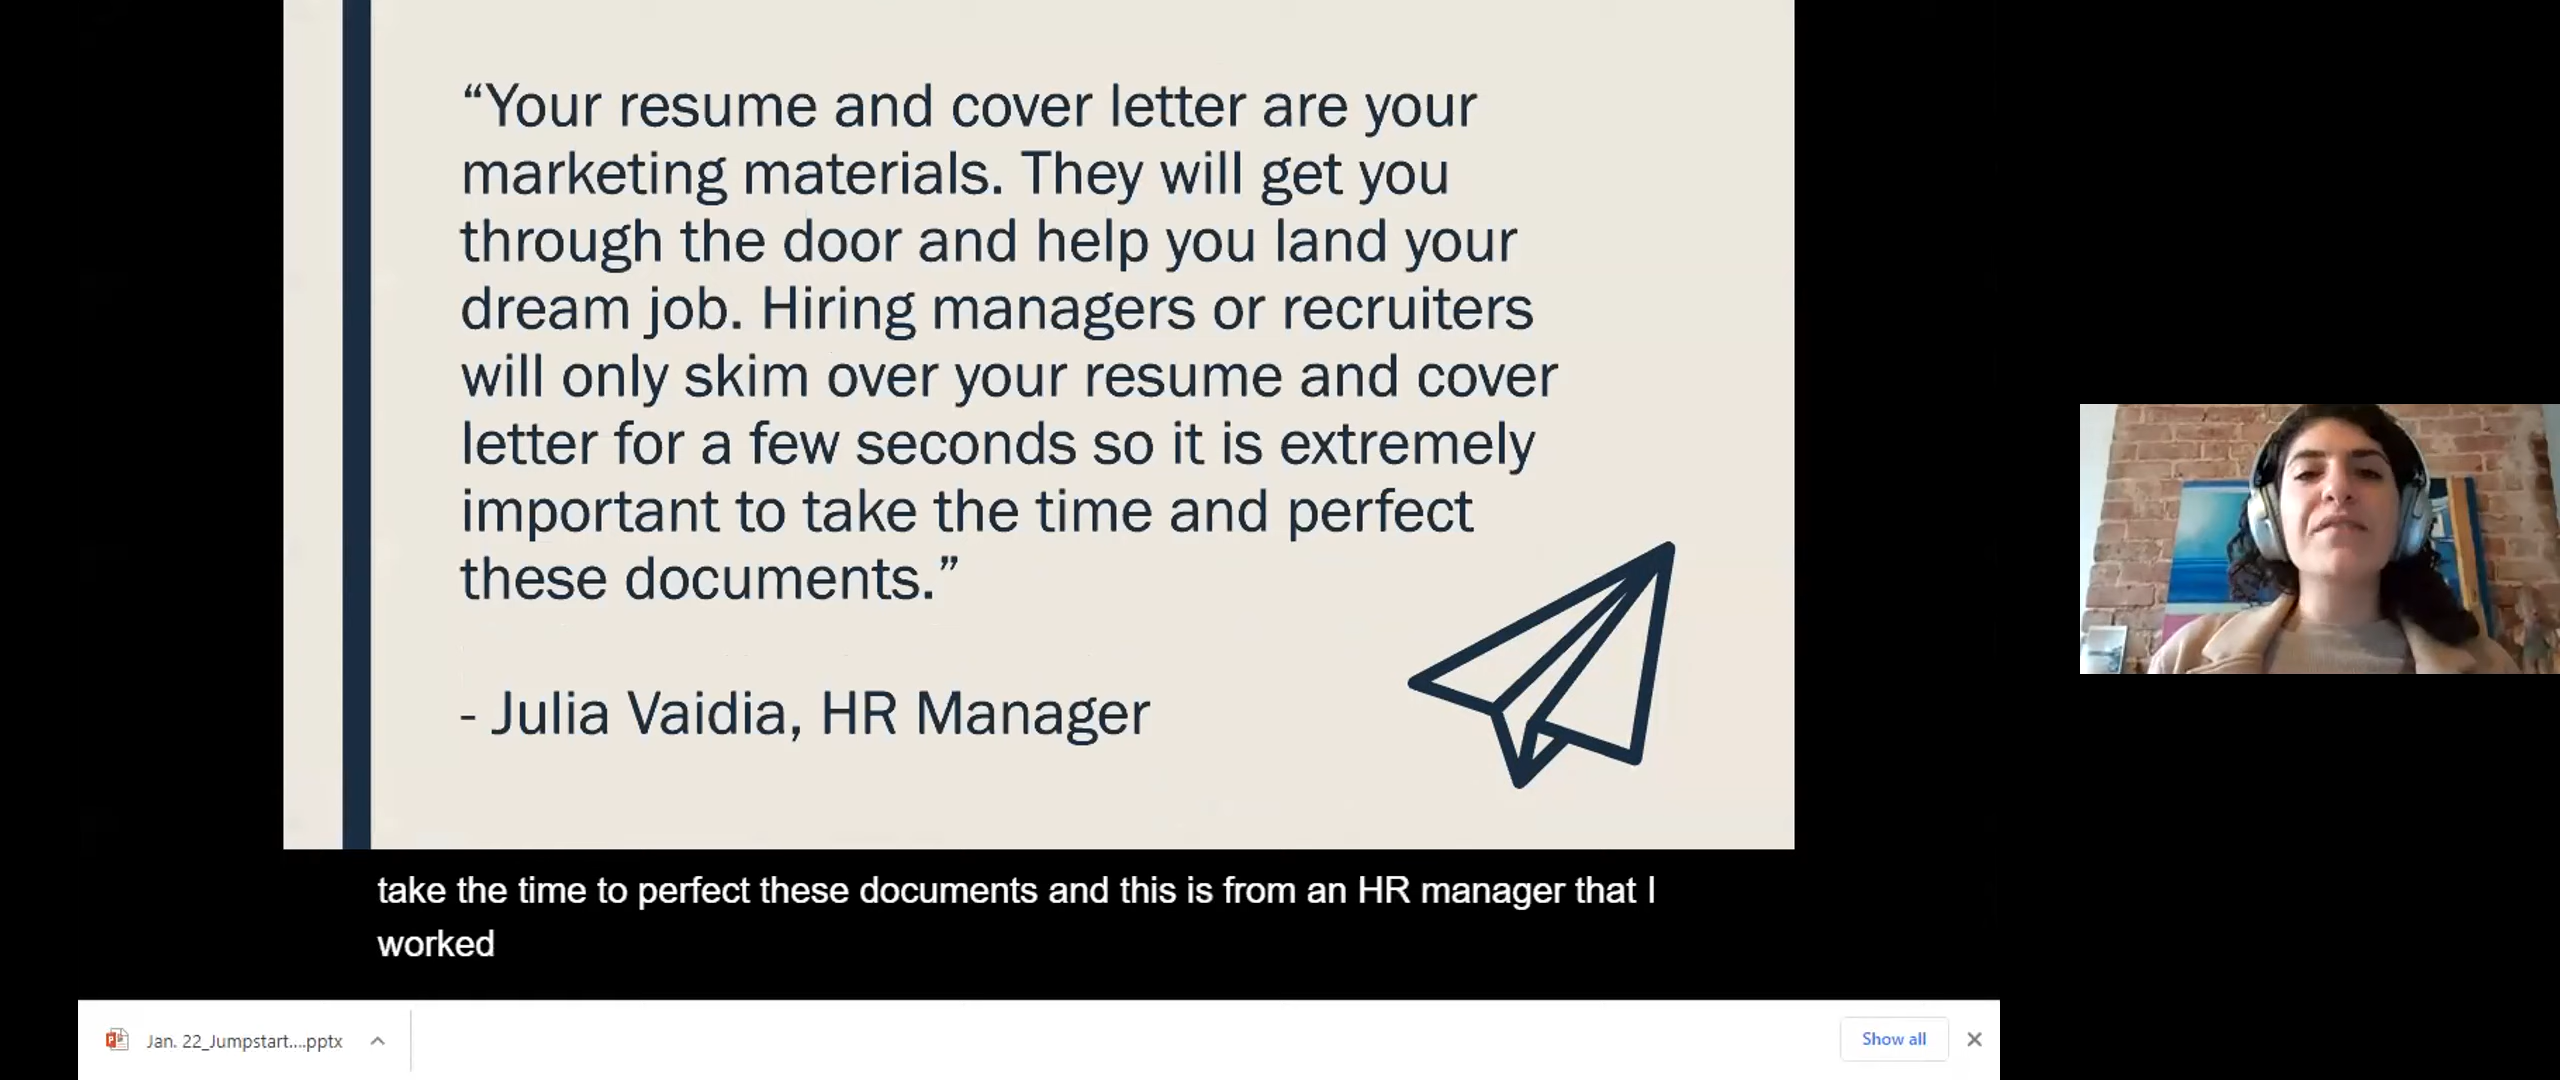 “Your resume and cover letter are your
marketing materials. They will get you
through the door and help you land your
dream job. Hiring managers or recruiters
will only skim over your resume and cover
letter for a few seconds so it is extremely
important to take the time and perfect
these documents.”
- Julia Vaidia, HR Manager
take the time to perfect these documents and this is from an HR manager that I
worked
Jan. 22_Jumpstart....pptx
Show all